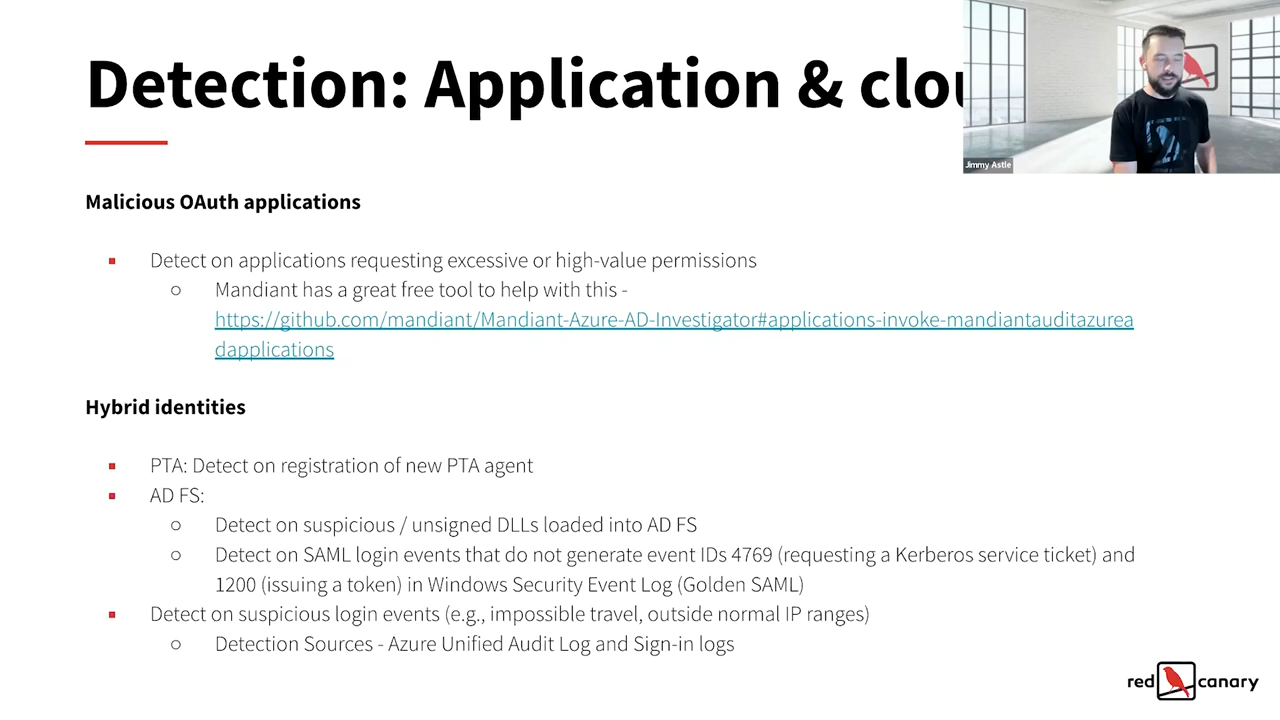 Detection: Application & clou
Jimmy Astle
Malicious OAuth applications
Detect on applications requesting excessive or high-value permissions
Mandiant has a great free tool to help with this -
https://github.com/mandiant/Mandiant-Azure-AD-Investigator#applications-invoke-mandiantauditazurea
dapplications
Hybrid identities
PTA: Detect on registration of new PTA agent
AD FS:
Detect on suspicious / unsigned DLLs loaded into AD FS
Detect on SAML login events that do not generate event IDs 4769 (requesting a Kerberos service ticket) and
1200 (issuing a token) in Windows Security Event Log (Golden SAML)
Detect on suspicious login events (e.g., impossible travel, outside normal IP ranges)
Detection Sources - Azure Unified Audit Log and Sign-in logs
red canary